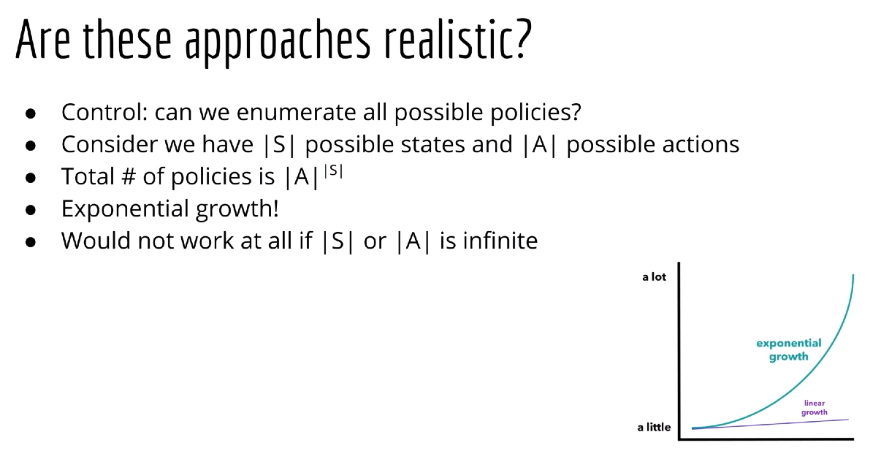 Are these approaches realistic?
● Control: can we enumerate all possible policies?
● Consider we have |S| possible states and |A| possible actions
● Total # of policies is |A|^|S|
● Exponential growth!
● Would not work at all if |S| or |A| is infinite
a lot
exponential
growth
linear
growth
a little